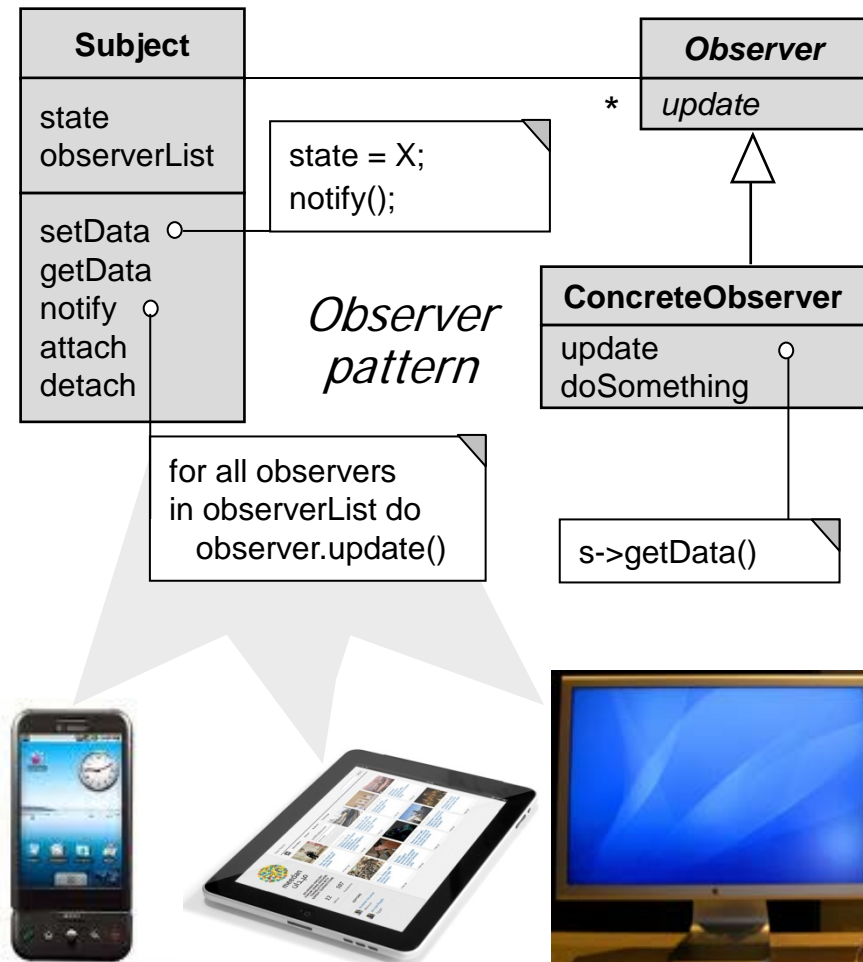 Subject
state
observerList
setData
getData
notify
attach
detach
state = X;
notify();
Observer
*
update
ConcreteObserver
update
doSomething
Observer
pattern
for all observers
in observerList do
observer.update()
s->getData()
meedan